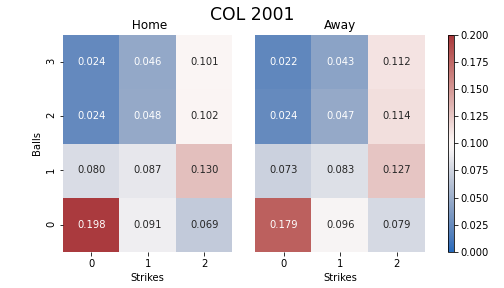 COL 2001
Home Away
3 0.024 0.046 0.101 0.022 0.043 0.112 0.200
0.175
2 0.024 0.048 0.102 0.024 0.047 0.114 0.150
0.125
Balls
1 0.080 0.087 0.130 0.073 0.083 0.127 0.100
0.075
0 0.198 0.091 0.069 0.179 0.096 0.079 0.050
0.025
0.000
0 1 2 0 1 2
Strikes Strikes